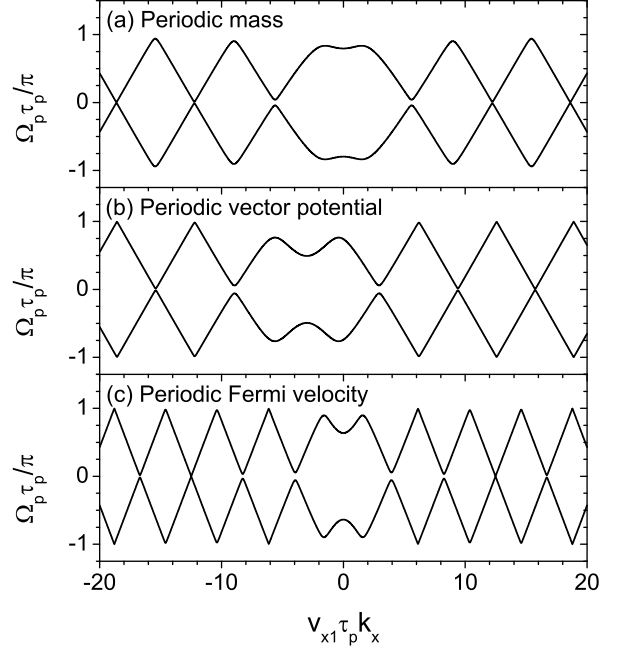 (a) Periodic mass
1
0
-1
Ω_p τ_p/π
(b) Periodic vector potential
1
0
-1
Ω_p τ_p/π
(c) Periodic Fermi velocity
1
0
-1
Ω_p τ_p/π
-20 -10 0 10 20
v_x1 τ_p k_x